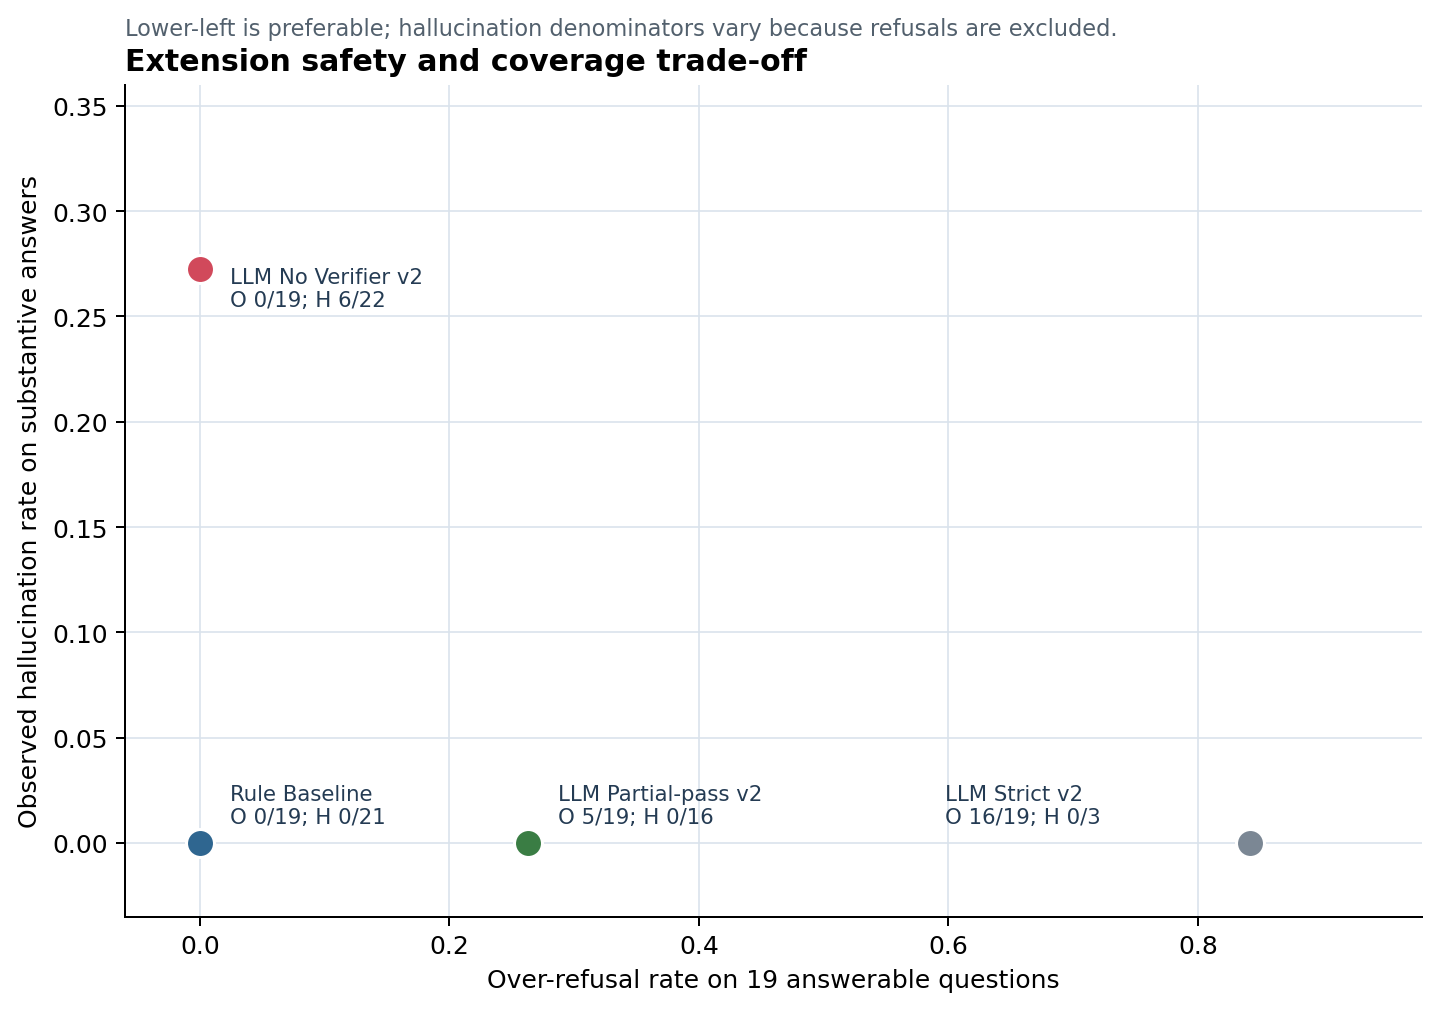 Lower-left is preferable; hallucination denominators vary because refusals are excluded.
Extension safety and coverage trade-off
Observed hallucination rate on substantive answers
0.35
0.30
0.25
0.20
0.15
0.10
0.05
0.00
LLM No Verifier v2
O 0/19; H 6/22
Rule Baseline
O 0/19; H 0/21
LLM Partial-pass v2
O 5/19; H 0/16
LLM Strict v2
O 16/19; H 0/3
0.0 0.2 0.4 0.6 0.8
Over-refusal rate on 19 answerable questions